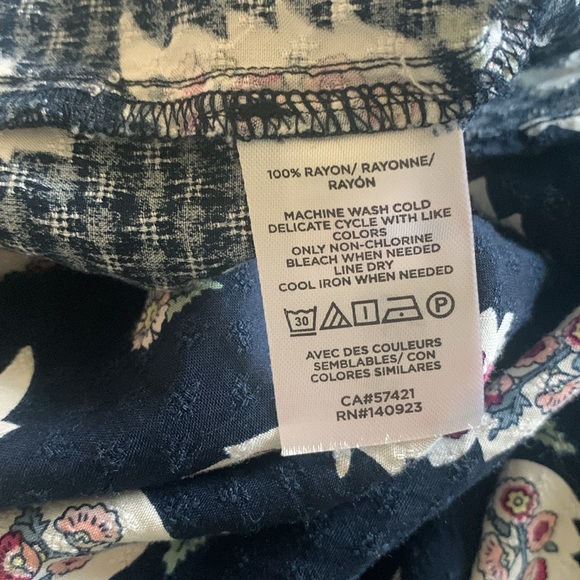 100% RAYON/ RAYONNE/
RAYÓN
MACHINE WASH COLD
DELICATE CYCLE WITH LIKE
COLORS
ONLY NON-CHLORINE
BLEACH WHEN NEEDED
LINE DRY
COOL IRON WHEN NEEDED
30 P
AVEC DES COULEURS
SEMBLABLES/ CON
COLORES SIMILARES
CA#57421
RN#140923